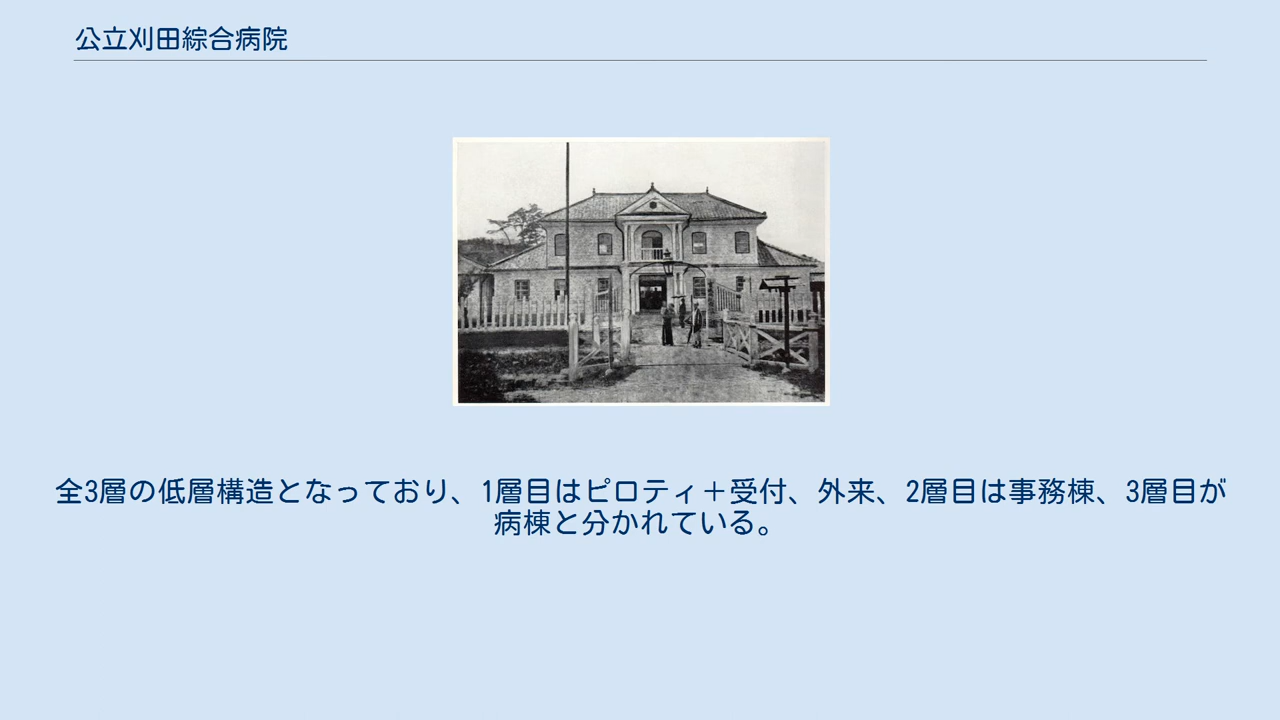 公立刈田綜合病院
全3層の低層構造となっており、1層目はピロティ＋受付、外来、2層目は事務棟、3層目が
病棟と分かれている。